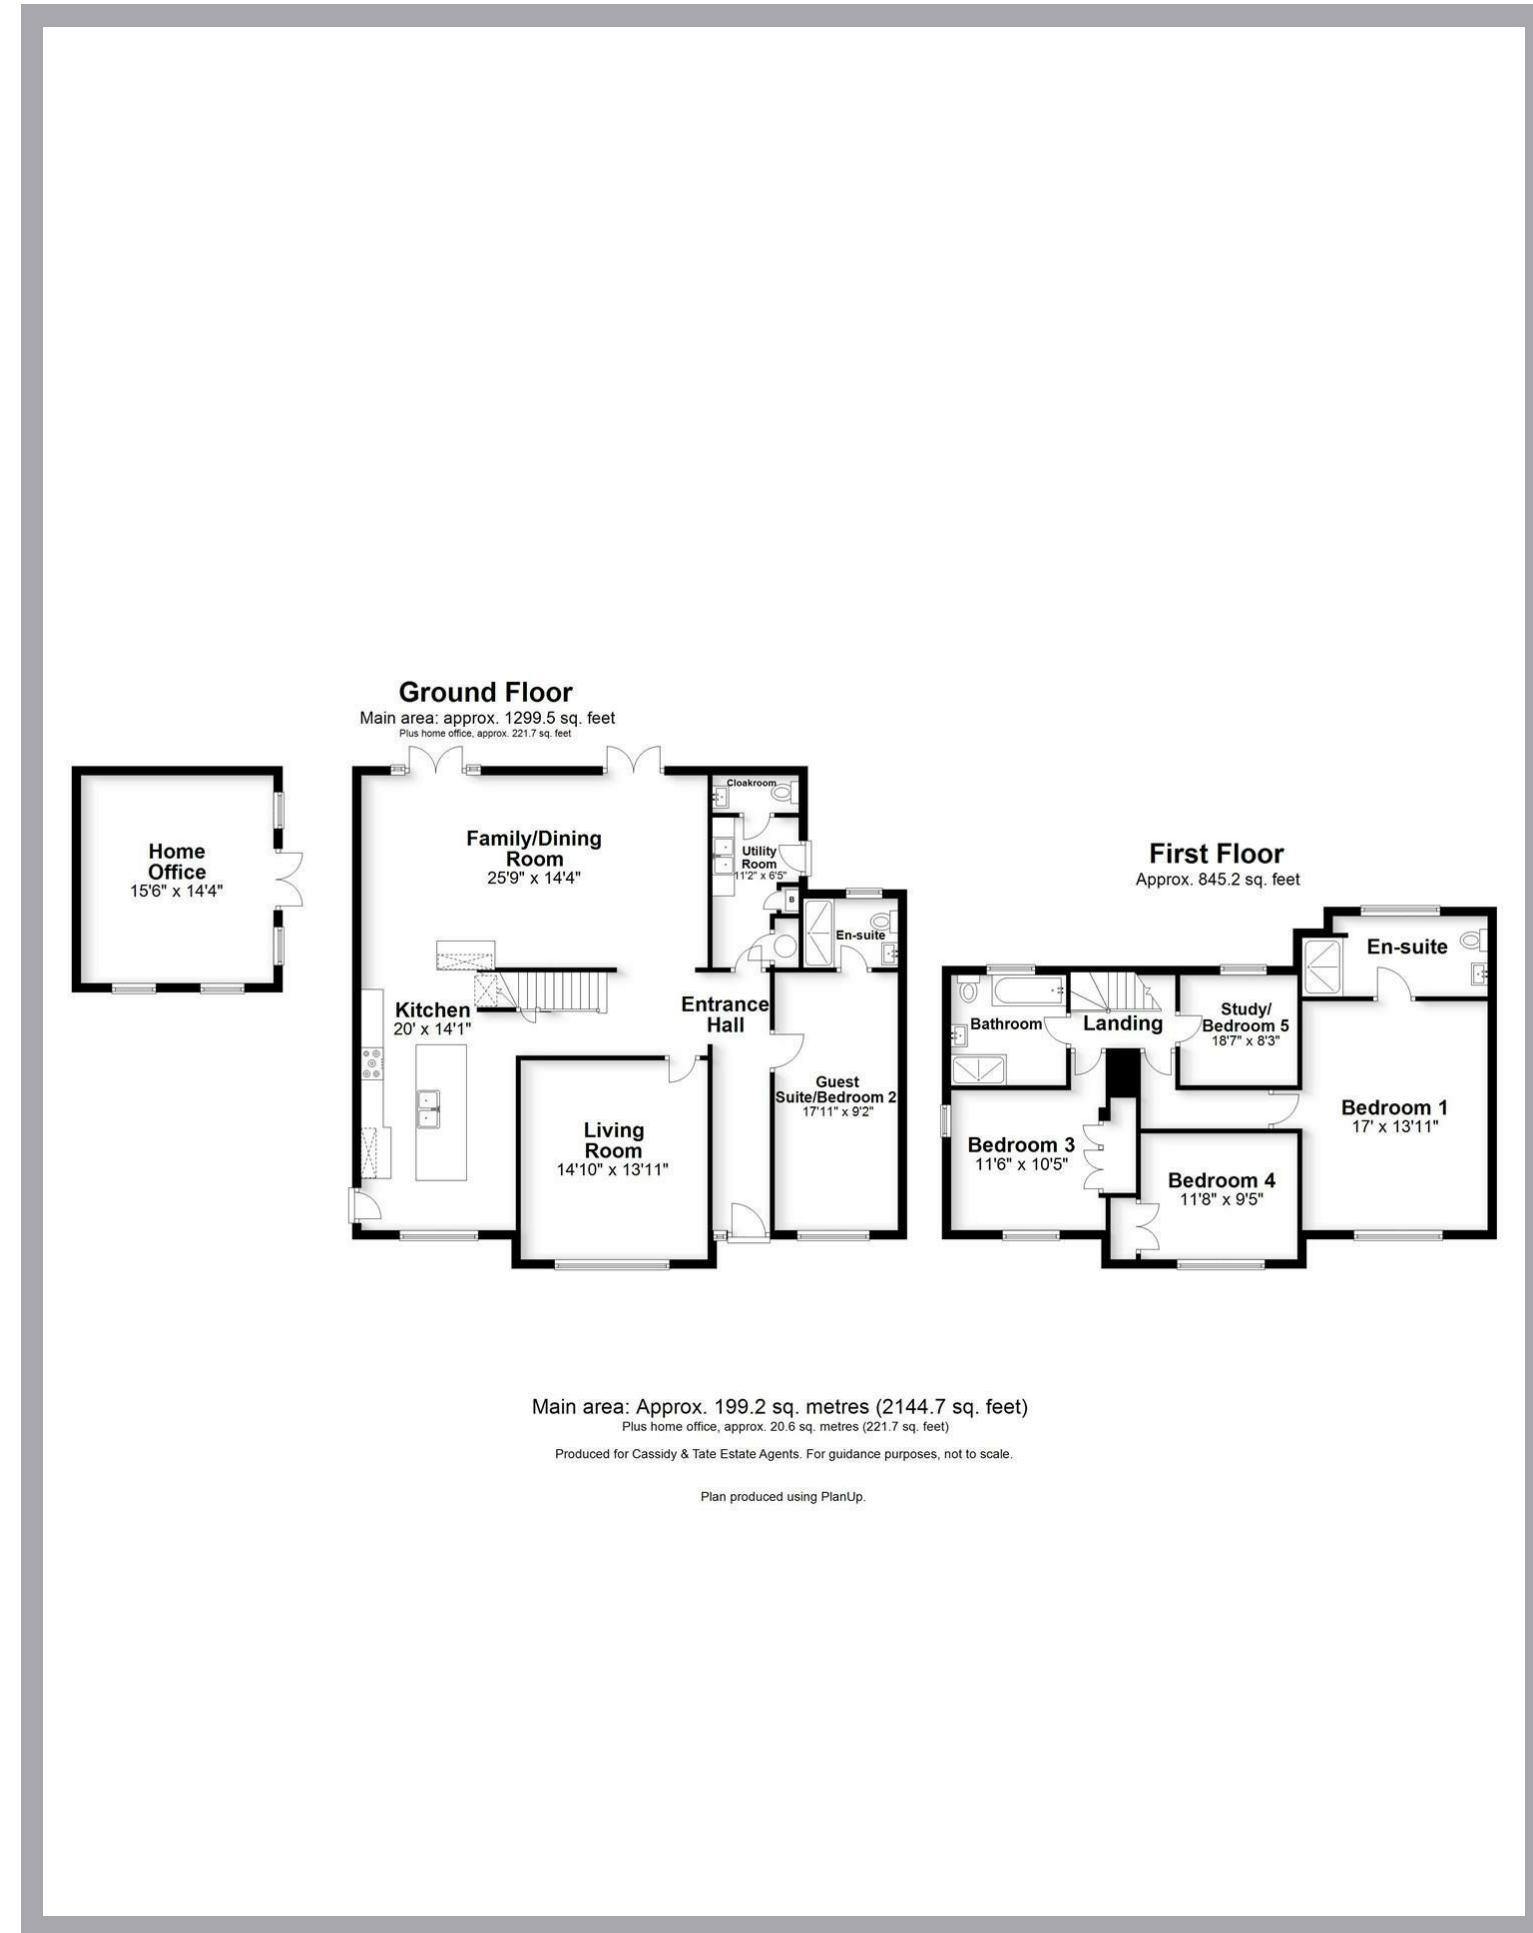 Ground Floor
Main area: approx. 1299.5 sq. feet
Plus home office, approx. 221.7 sq. feet
Home
Office
15'6" x 14'4"
Family/Dining
Room
25'9" x 14'4"
Cloakroom
Utility
Room
11'2" x 6'5"
B
En-suite
Kitchen
20' x 14'1"
Entrance
Hall
Guest
Suite/Bedroom 2
17'11" x 9'2"
Living
Room
14'10" x 13'11"
First Floor
Approx. 845.2 sq. feet
En-suite
Bathroom
Landing
Study/
Bedroom 5
18'7" x 8'3"
Bedroom 1
17' x 13'11"
Bedroom 3
11'6" x 10'5"
Bedroom 4
11'8" x 9'5"
Main area: Approx. 199.2 sq. metres (2144.7 sq. feet)
Plus home office, approx. 20.6 sq. metres (221.7 sq. feet)
Produced for Cassidy & Tate Estate Agents. For guidance purposes, not to scale.
Plan produced using PlanUp.